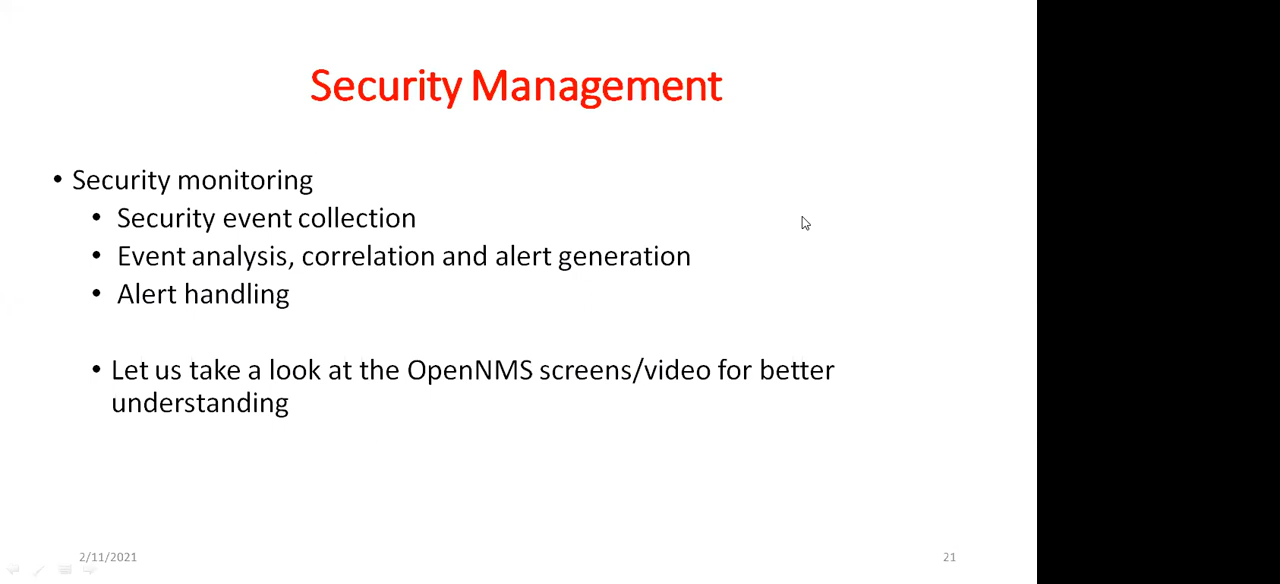 Security Management
• Security monitoring
• Security event collection
• Event analysis, correlation and alert generation
• Alert handling
• Let us take a look at the OpenNMS screens/video for better
understanding
2/11/2021
21